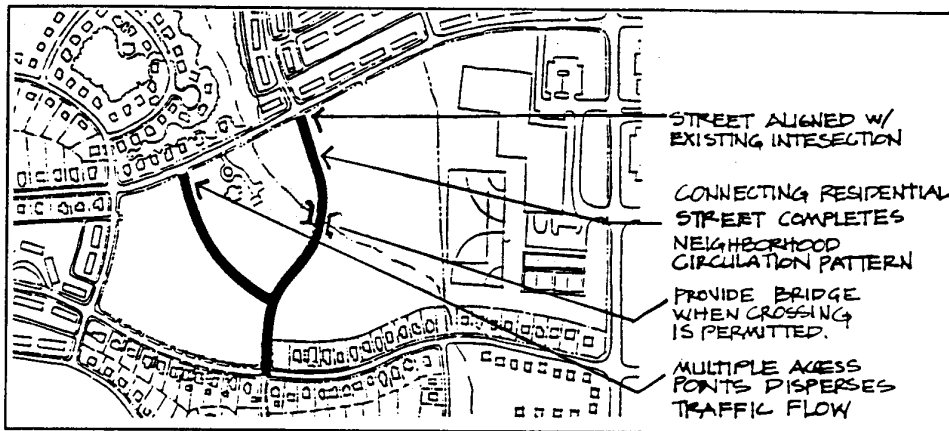 STREET ALIGNED W/
EXISTING INTESECTION
CONNECTING RESIDENTIAL
STREET COMPLETES
NEIGHBORHOOD
CIRCULATION PATTERN
PROVIDE BRIDGE
WHEN CROSSING
IS PERMITTED.
MULTIPLE ACCESS
POINTS DISPERSES
TRAFFIC FLOW